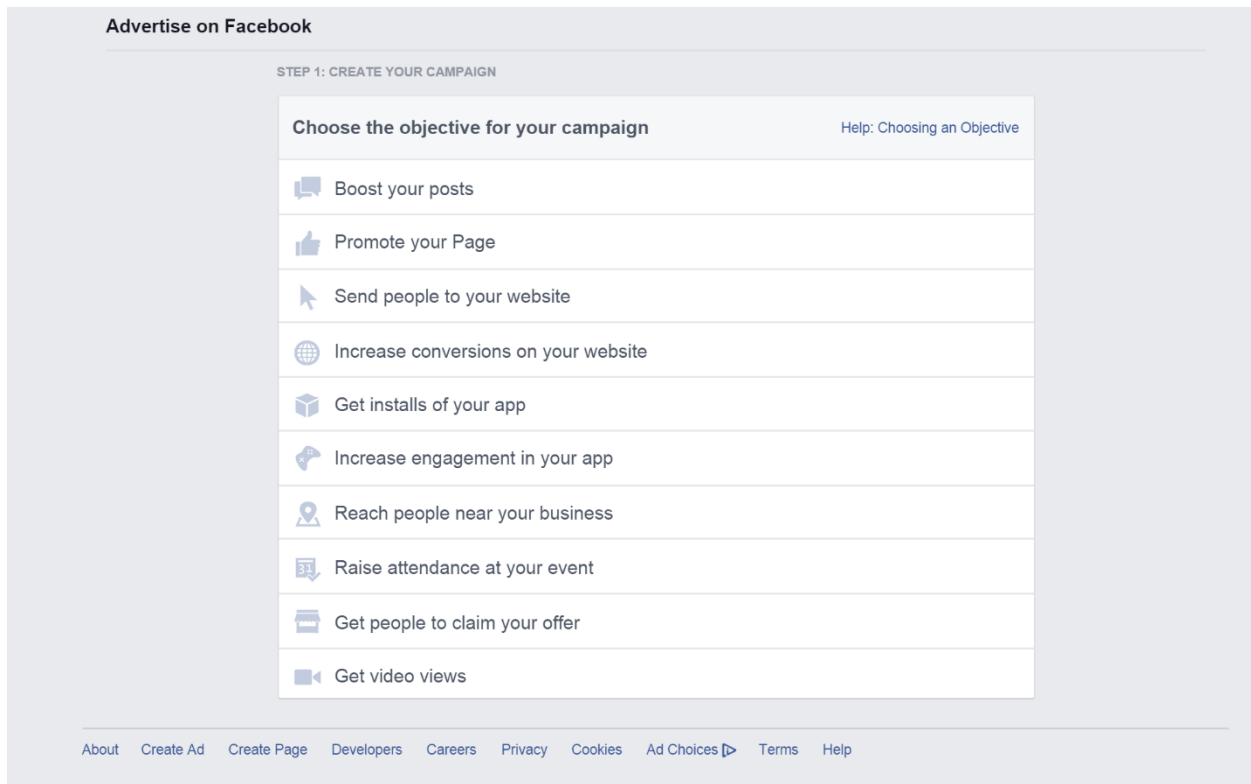 Advertise on Facebook
STEP 1: CREATE YOUR CAMPAIGN
Choose the objective for your campaign Help: Choosing an Objective
Boost your posts
Promote your Page
Send people to your website
Increase conversions on your website
Get installs of your app
Increase engagement in your app
Reach people near your business
31 Raise attendance at your event
Get people to claim your offer
Get video views
About Create Ad Create Page Developers Careers Privacy Cookies Ad Choices Terms Help